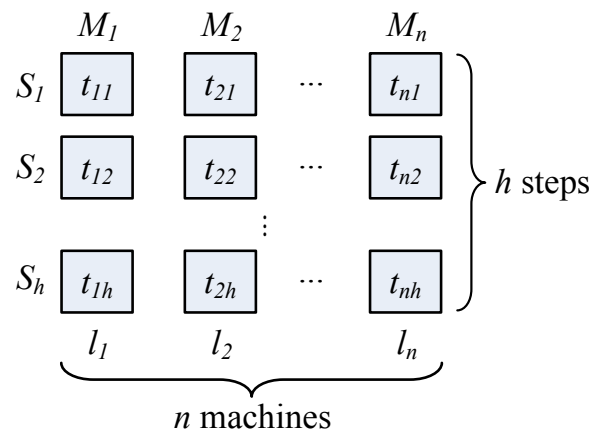 M₁ M₂ Mₙ
S₁ t₁₁ t₂₁ ... tₙ₁
S₂ t₁₂ t₂₂ ... tₙ₂
h steps
⋮
Sₕ t₁ₕ t₂ₕ ... tₙₕ
l₁ l₂ lₙ
n machines